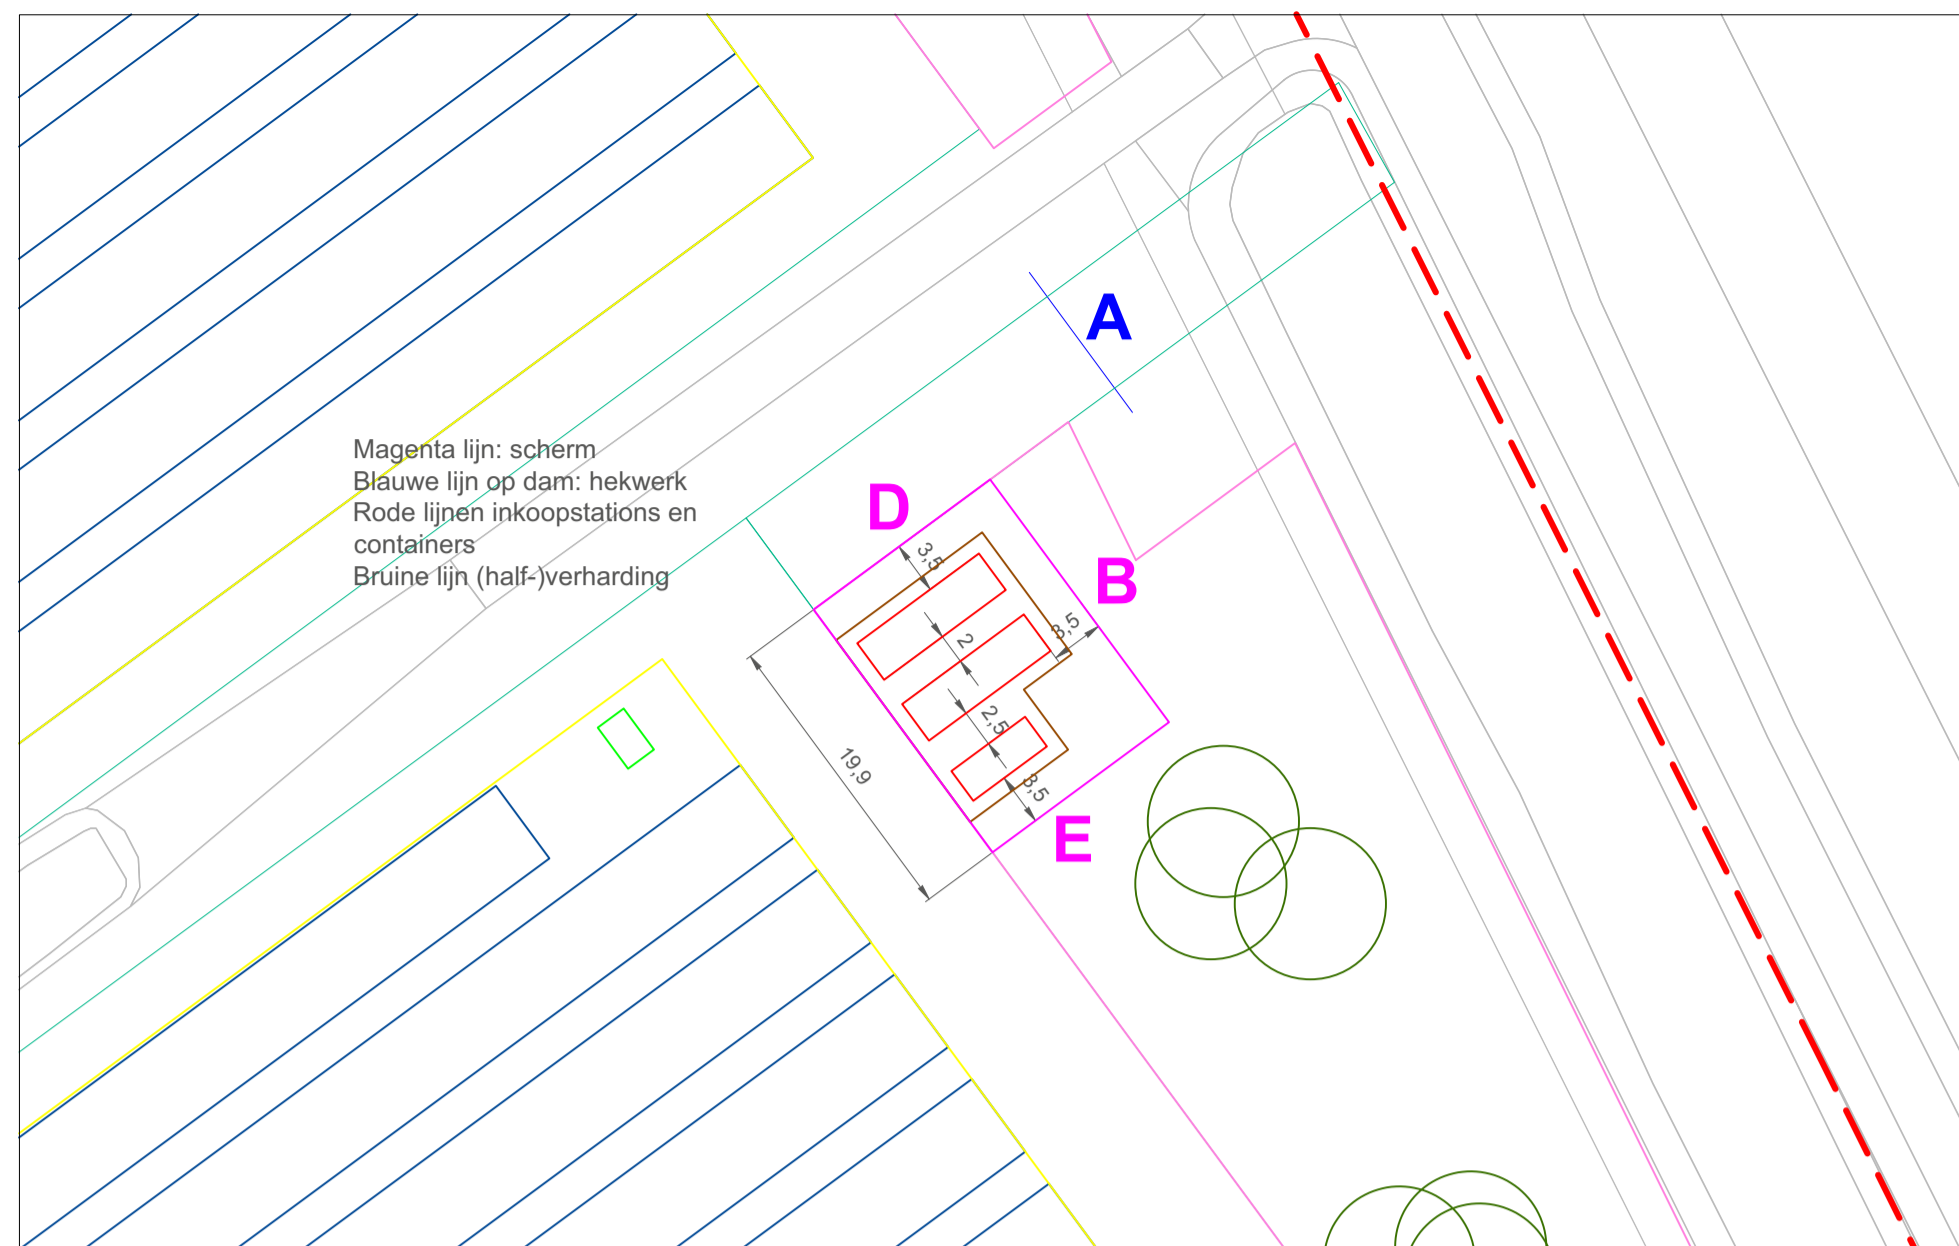 A
Magenta lijn: scherm
Blauwe lijn op dam: hekwerk
Rode lijnen inkoopstations en
containers
Bruine lijn (half-)verharding
D
3,5
B
3,5
2
2,5
19,9
3,5
E